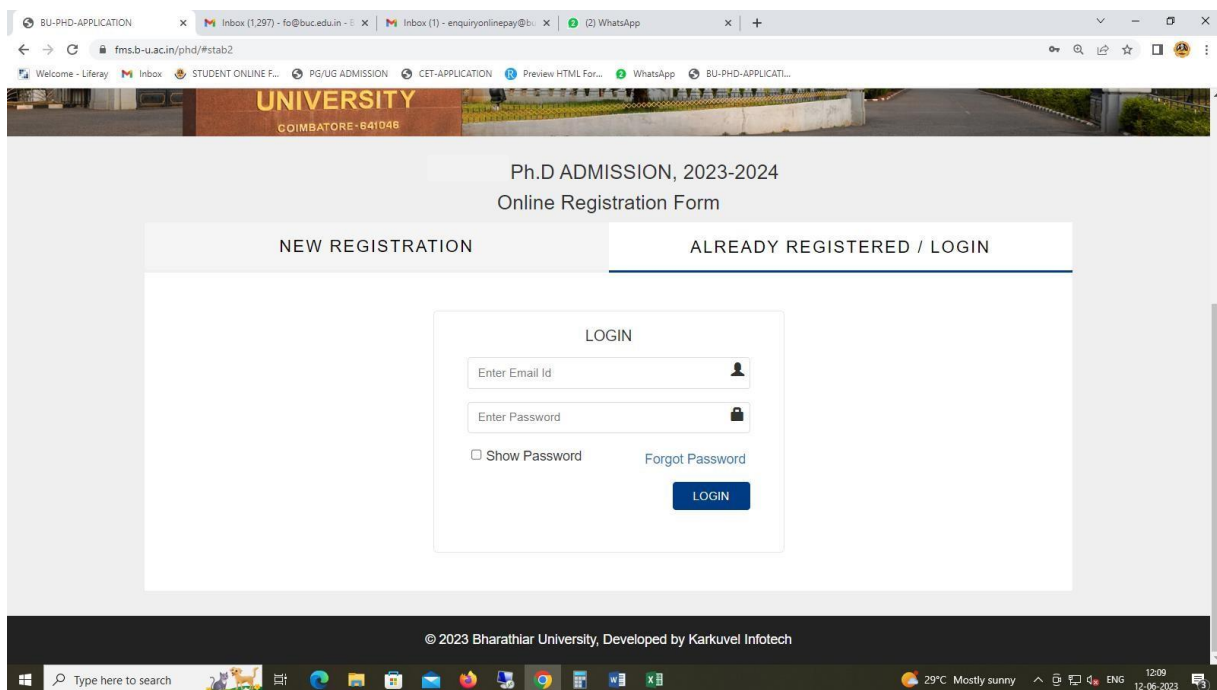 BU-PHD-APPLICATION
Inbox (1,297) - fo@buc.edu.in - 
Inbox (1) - enquiryonlinepay@bu
(2) WhatsApp
fms.b-u.ac.in/phd/#stab2
Welcome - Liferay Inbox STUDENT ONLINE F... PG/UG ADMISSION CET-APPLICATION Preview HTML For... WhatsApp BU-PHD-APPLICATI...
UNIVERSITY
COIMBATORE-641046
Ph.D ADMISSION, 2023-2024
Online Registration Form
NEW REGISTRATION
ALREADY REGISTERED / LOGIN
LOGIN
Enter Email Id
Enter Password
Show Password
Forgot Password
LOGIN
© 2023 Bharathiar University, Developed by Karkuvel Infotech
Type here to search
29°C Mostly sunny
ENG
12:09
12-06-2023
3